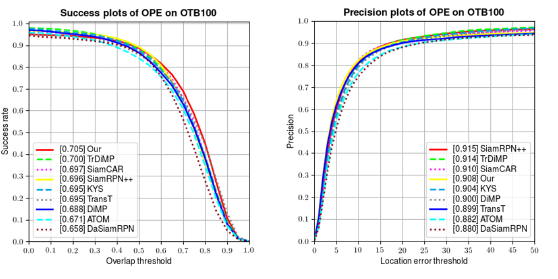 Success plots of OPE on OTB100
1.0
0.9
0.8
0.7
0.6
0.5
0.4
0.3
0.2
0.1
0.0
Success rate
[0.705] Our
[0.700] TrDiMP
[0.697] SiamCAR
[0.696] SiamRPN++
[0.695] KYS
[0.695] TransT
[0.688] DiMP
[0.671] ATOM
[0.658] DaSiamRPN
0.0 0.1 0.2 0.3 0.4 0.5 0.6 0.7 0.8 0.9 1.0
Overlap threshold
Precision plots of OPE on OTB100
1.0
0.9
0.8
0.7
0.6
0.5
0.4
0.3
0.2
0.1
0.0
Precision
[0.915] SiamRPN++
[0.914] TrDiMP
[0.910] SiamCAR
[0.908] Our
[0.904] KYS
[0.900] DiMP
[0.899] TransT
[0.882] ATOM
[0.880] DaSiamRPN
0 5 10 15 20 25 30 35 40 45 50
Location error threshold